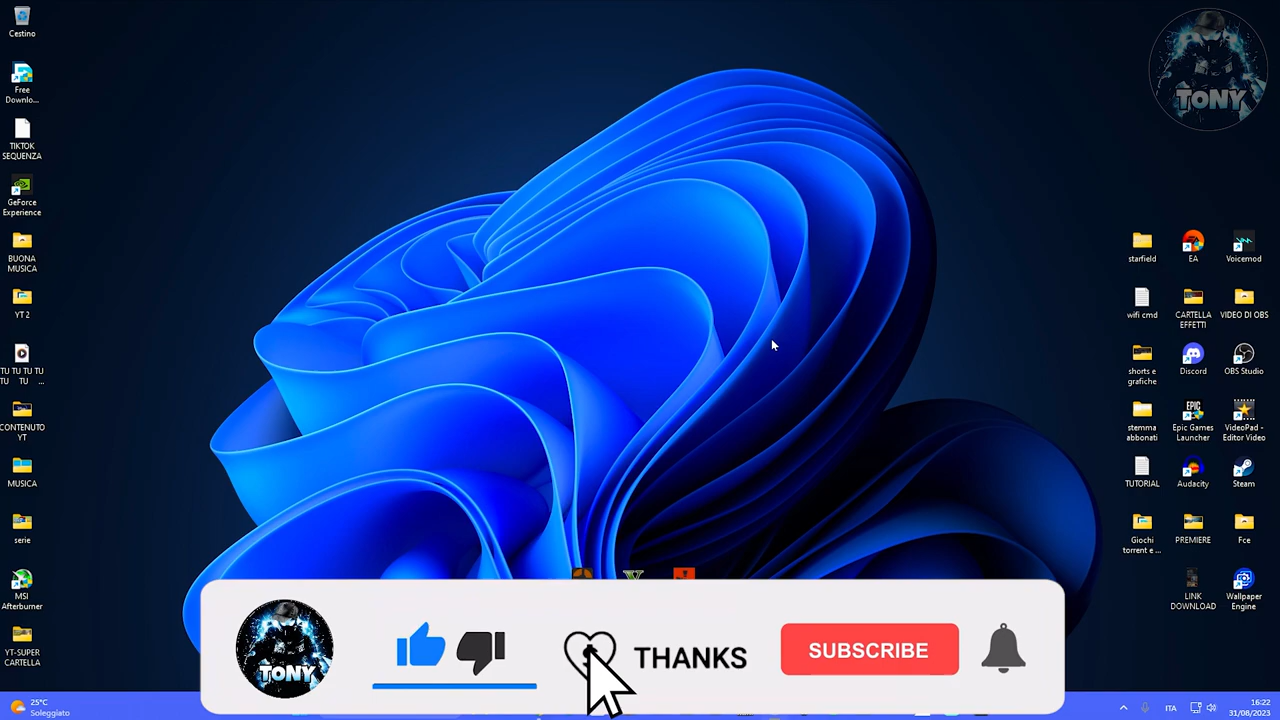 Cestino
Free
Downlo...
TIKTOK
SEQUENZA
GeForce
Experience
BUONA
MUSICA
YT 2
TU TU TU TU
TU TU ...
CONTENUTO
YT
MUSICA
serie
MSI
Afterburner
YT-SUPER
CARTELLA
TONY
starfield
EA
Voicemod
wifi cmd
CARTELLA
EFFETTI
VIDEO DI OBS
shorts e
grafiche
Discord
OBS Studio
stemma
abbonati
EPIC
Epic Games
Launcher
VideoPad -
Editor Video
TUTORIAL
Audacity
Steam
Giochi
torrent e ...
PREMIERE
Fce
LINK
DOWNLOAD
Wallpaper
Engine
TONY
THANKS
SUBSCRIBE
25°C
Soleggiato
ITA
16:22
31/08/2023